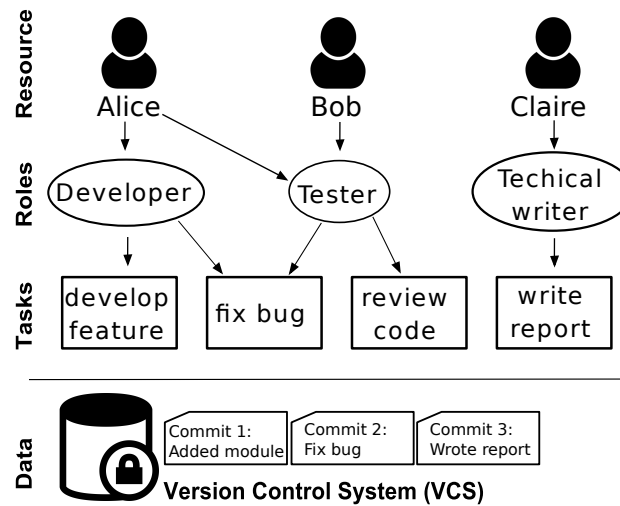 Resource
Alice
Bob
Claire
Roles
Developer
Tester
Techical
writer
Tasks
develop
feature
fix bug
review
code
write
report
Data
Commit 1:
Added module
Commit 2:
Fix bug
Commit 3:
Wrote report
Version Control System (VCS)